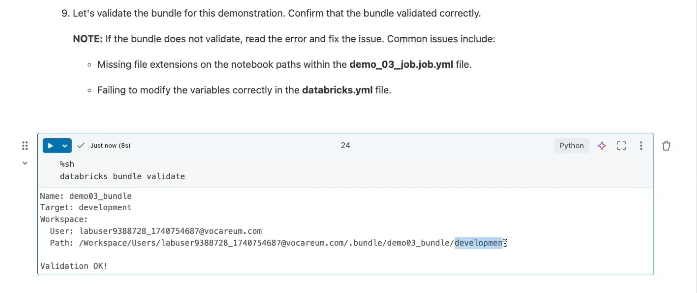 9. Let's validate the bundle for this demonstration. Confirm that the bundle validated correctly.
NOTE: If the bundle does not validate, read the error and fix the issue. Common issues include:
Missing file extensions on the notebook paths within the demo_03_job.job.yml file.
Failing to modify the variables correctly in the databricks.yml file.
Just now (8s)
24
Python
%sh
databricks bundle validate
Name: demo03_bundle
Target: development
Workspace:
User: labuser9388728_1740754687@vocareum.com
Path: /Workspace/Users/labuser9388728_1740754687@vocareum.com/.bundle/demo03_bundle/development
Validation OK!